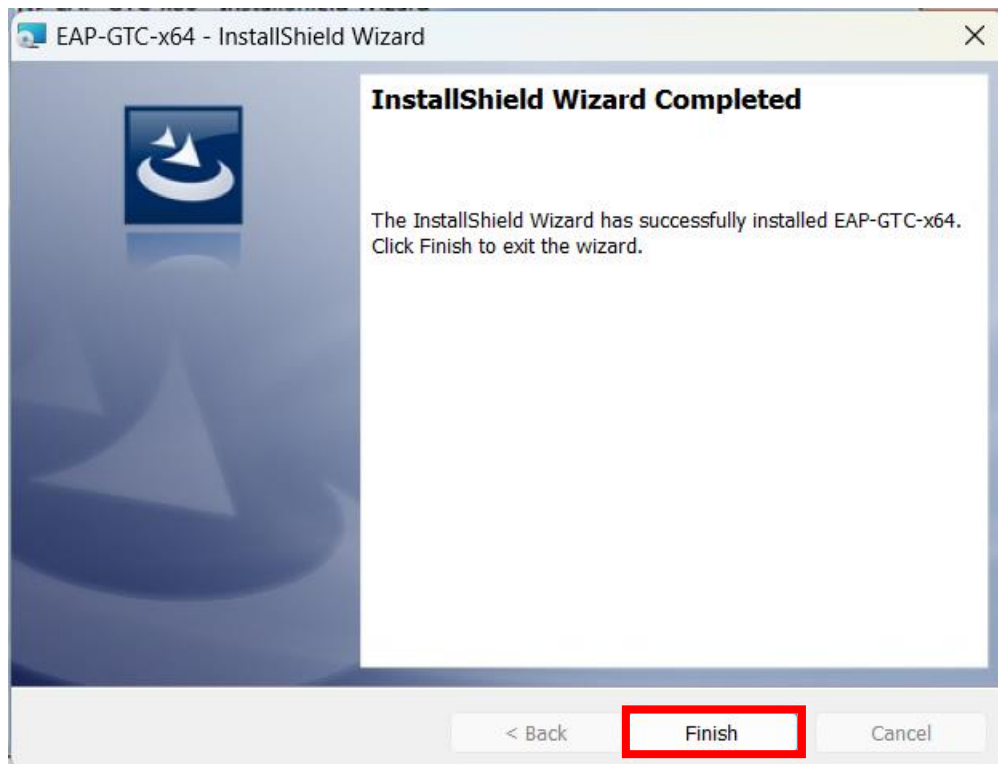 EAP-GTC-x64 - InstallShield Wizard
InstallShield Wizard Completed
The InstallShield Wizard has successfully installed EAP-GTC-x64.
Click Finish to exit the wizard.
< Back
Finish
Cancel